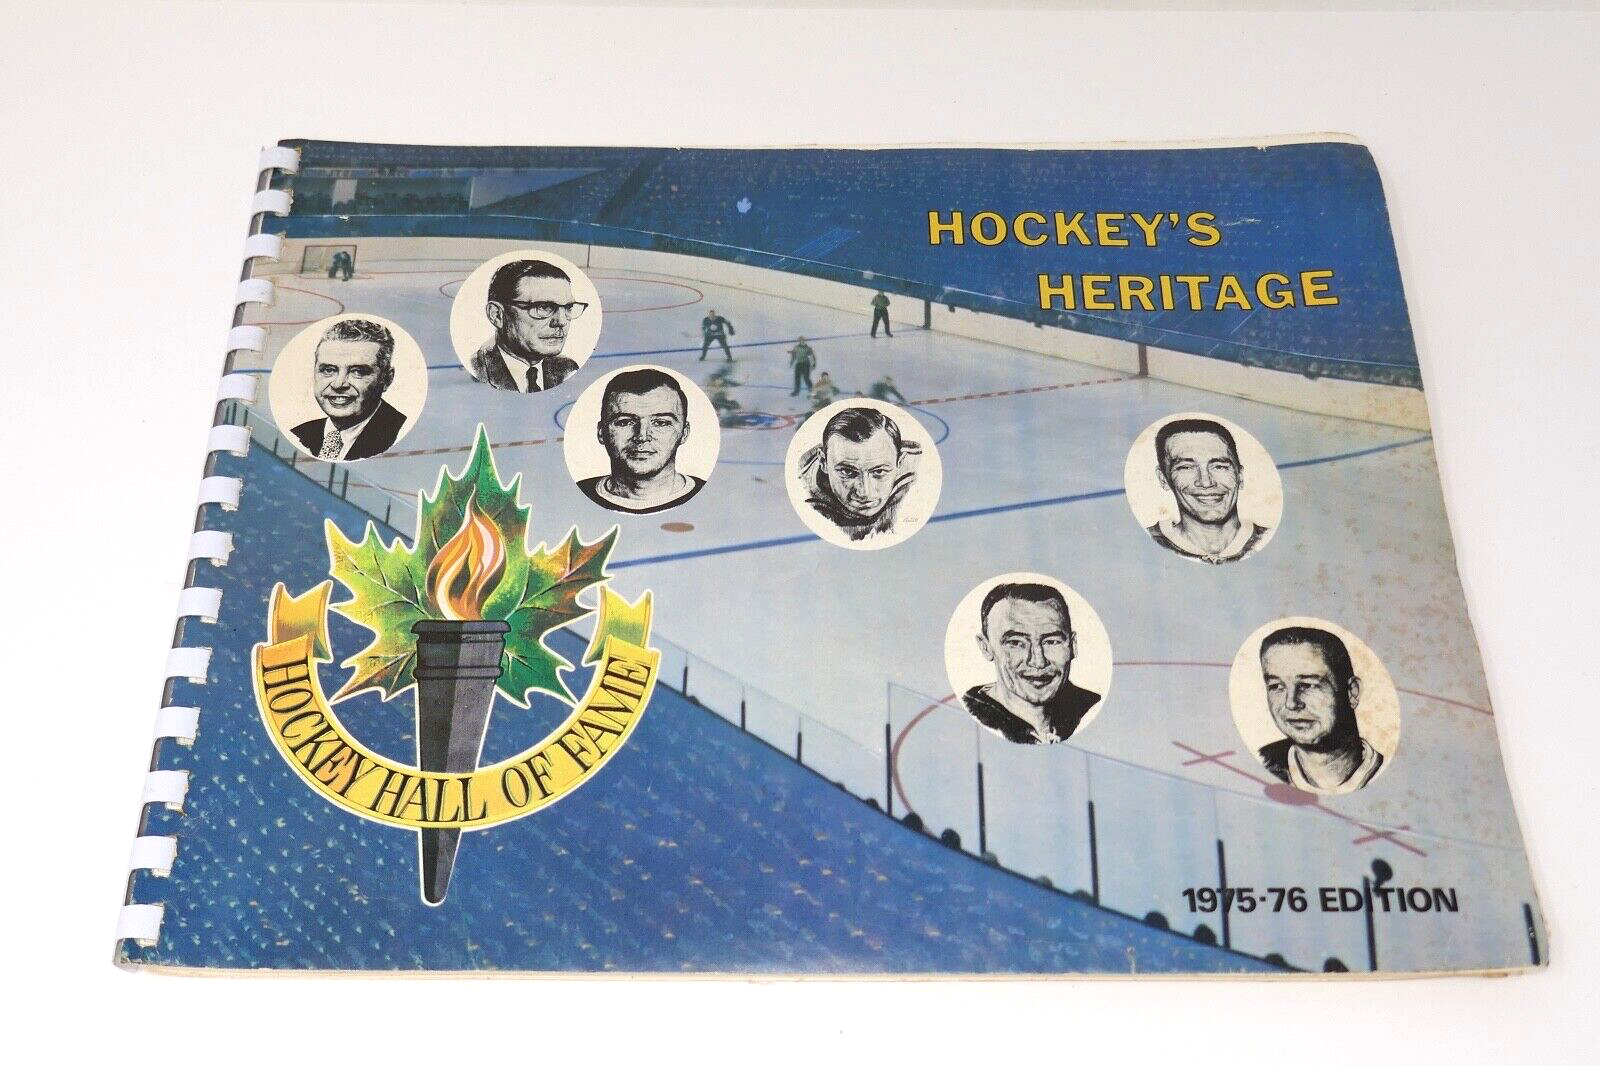 HOCKEY'S
HERITAGE
HOCKEY HALL OF FAME
1975-76 EDITION